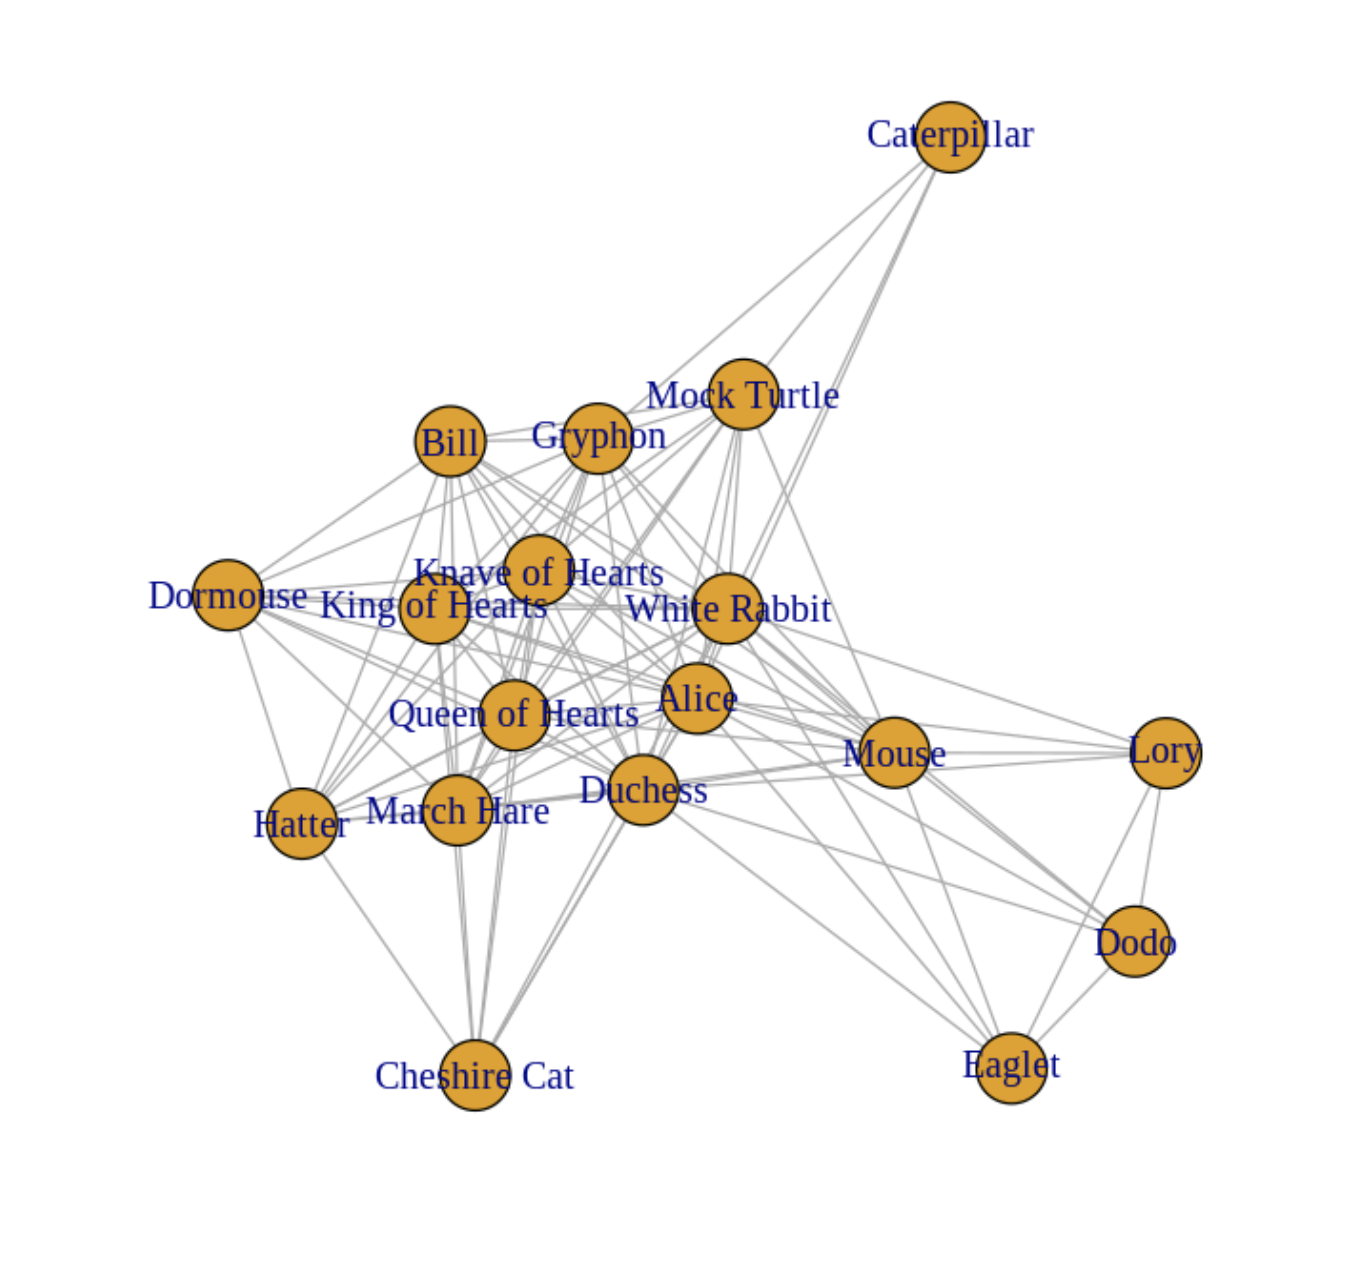 Caterpillar
Mock Turtle
Gryphon
Bill
Knave of Hearts
Dormouse
King of Hearts
White Rabbit
Alice
Queen of Hearts
Mouse
Lory
Duchess
March Hare
Hatter
Dodo
Eaglet
Cheshire Cat